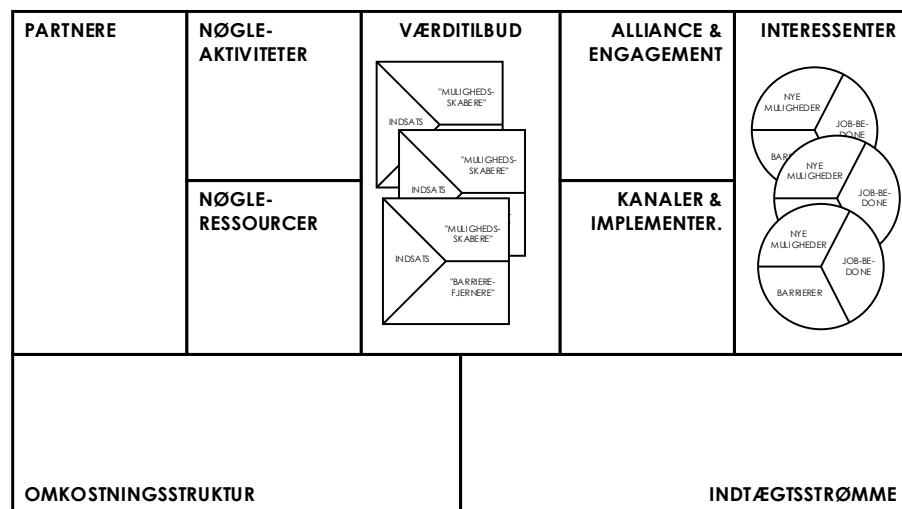 PARTNERE
NØGLE-
AKTIVITETER
NØGLE-
RESSOURCER
VÆRDITILBUD
"MULIGHEDS-
SKABERE"
INDSATS
"MULIGHEDS-
SKABERE"
INDSATS
"MULIGHEDS-
SKABERE"
INDSATS
"BARRIERE-
FJERNERE"
ALLIANCE &
ENGAGEMENT
KANALER &
IMPLEMENTER.
INTERESSENTER
NYE
MULIGHEDER
JOB-BE-
DONE
NYE
MULIGHEDER
JOB-BE-
DONE
NYE
MULIGHEDER
JOB-BE-
DONE
BARRIERER
OMKOSTNINGSSTRUKTUR
INDTÆGTSSTRØMME